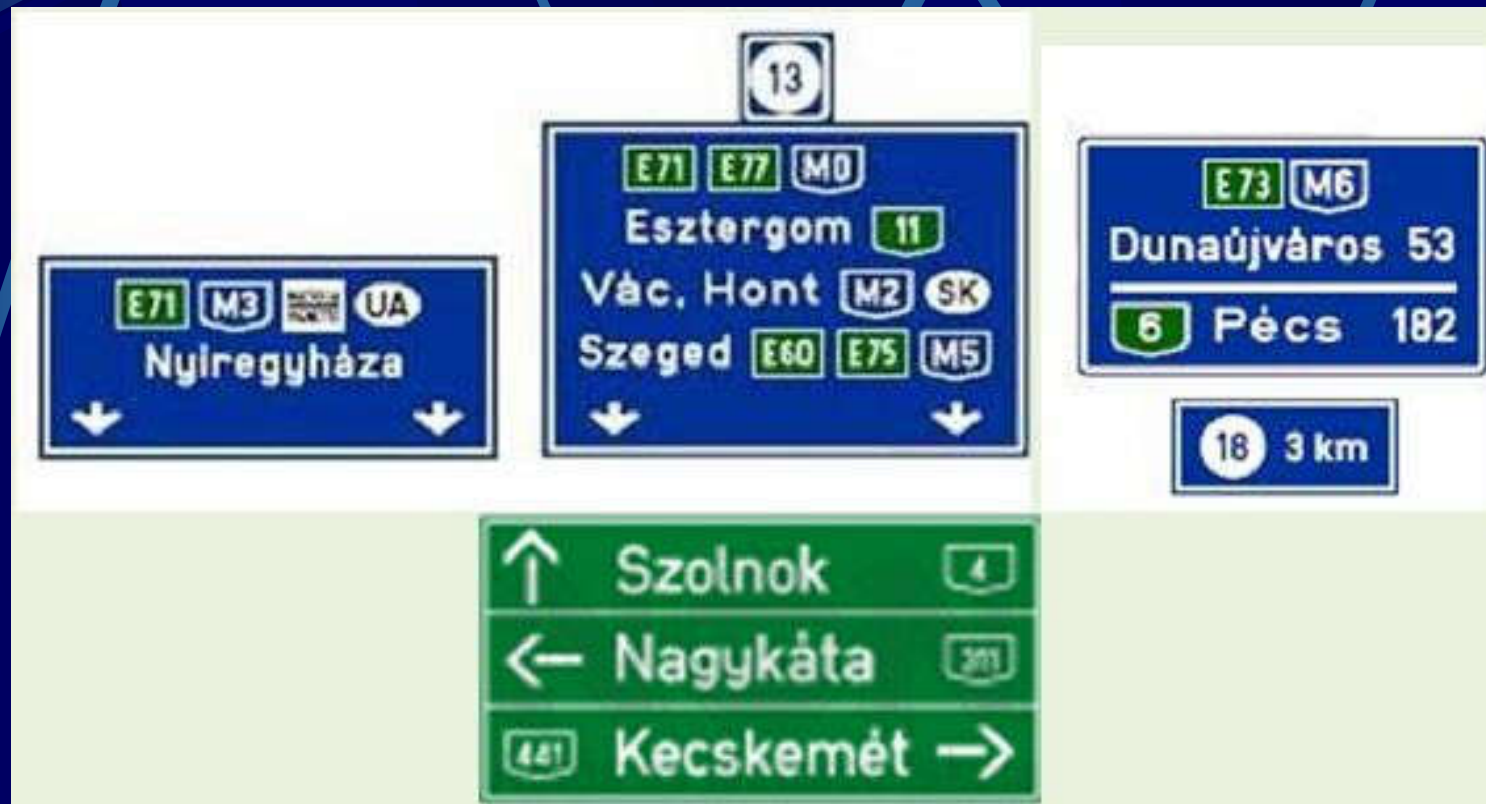 E71 M3 UA
Nyiregyháza
13
E71 E77 M0
Esztergom 11
Vác, Hont M2 SK
Szeged E60 E75 M5
E73 M6
Dunaújváros 53
6 Pécs 182
18 3 km
Szolnok 4
Nagykáta 311
441 Kecskemét